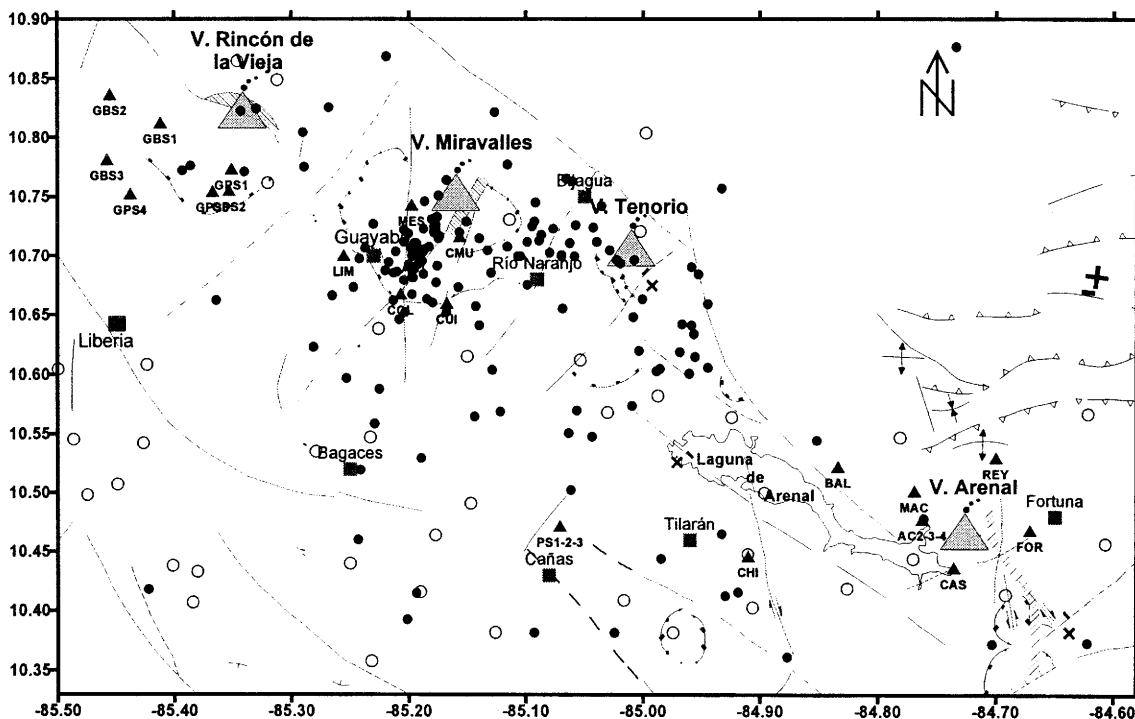 10.90
V. Rincón de
la Vieja
10.85
GBS2
10.80
GBS1
V. Miravalles
GBS3
GPS1
10.75
GPS4
GPS2
Bijagua
MES
V. Tenorio
Guayabo
CMU
10.70
LIM
Río Naranjo
COL
CUI
10.65
Liberia
10.60
10.55
Bagaces
Laguna
de
Arenal
BAL
REY
10.50
MAC
V. Arenal
Fortuna
Tilarán
AC2-3-4
PS1-2-3
FOR
10.45
Cañas
CHI
CAS
10.40
10.35
-85.50
-85.40
-85.30
-85.20
-85.10
-85.00
-84.90
-84.80
-84.70
-84.60
N